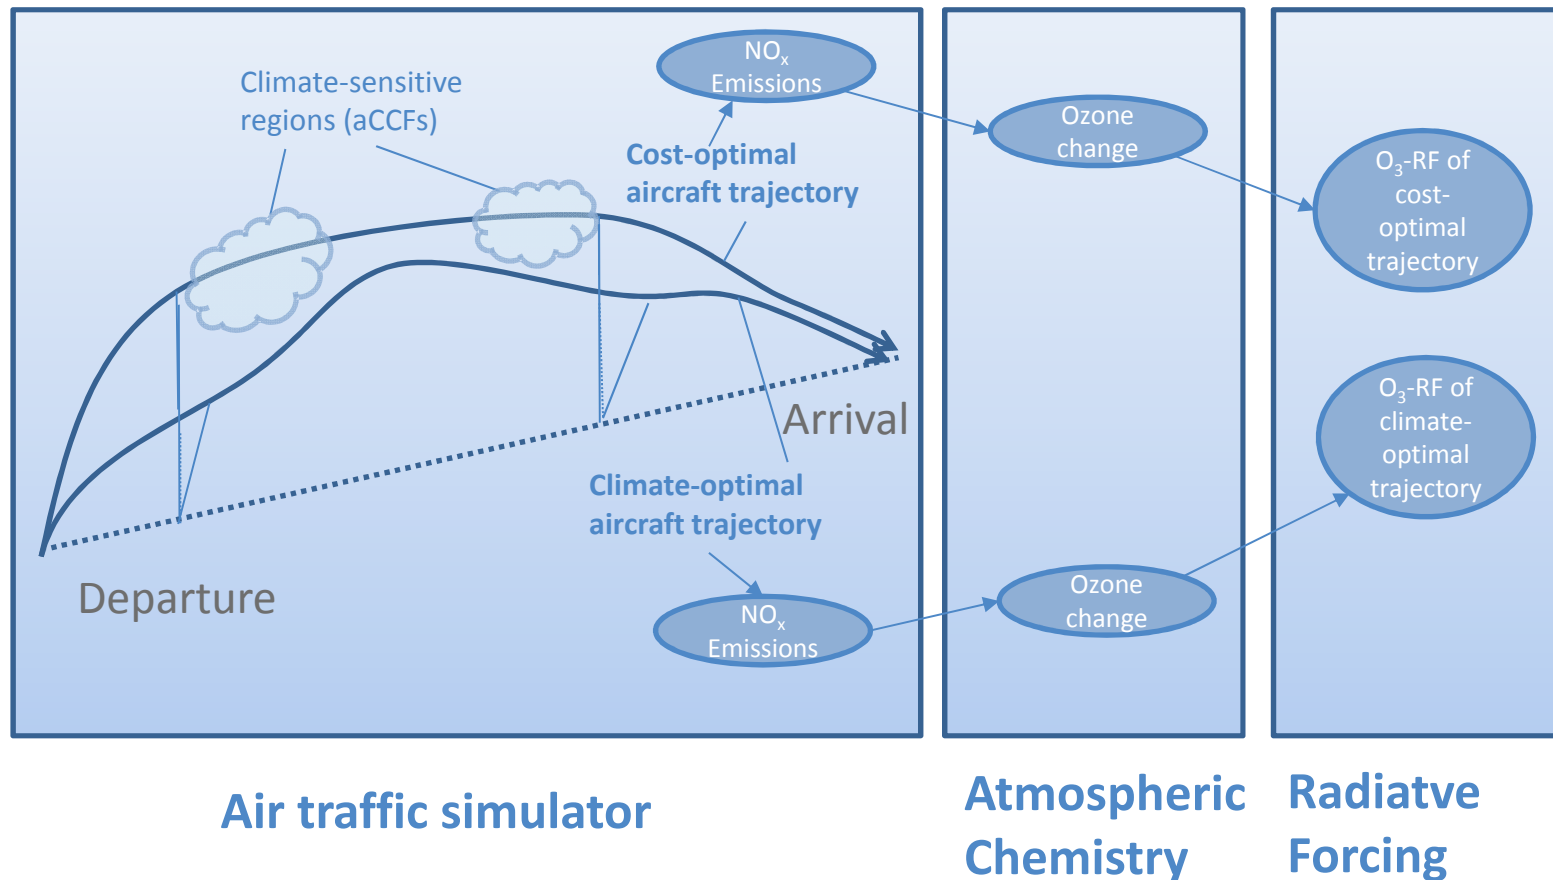 Climate-sensitive
regions (aCCFs)
NOx
Emissions
Cost-optimal
aircraft trajectory
Arrival
Climate-optimal
aircraft trajectory
Departure
NOx
Emissions
Ozone
change
Ozone
change
O3-RF of
cost-
optimal
trajectory
O3-RF of
climate-
optimal
trajectory
Air traffic simulator
Atmospheric
Chemistry
Radiatve
Forcing